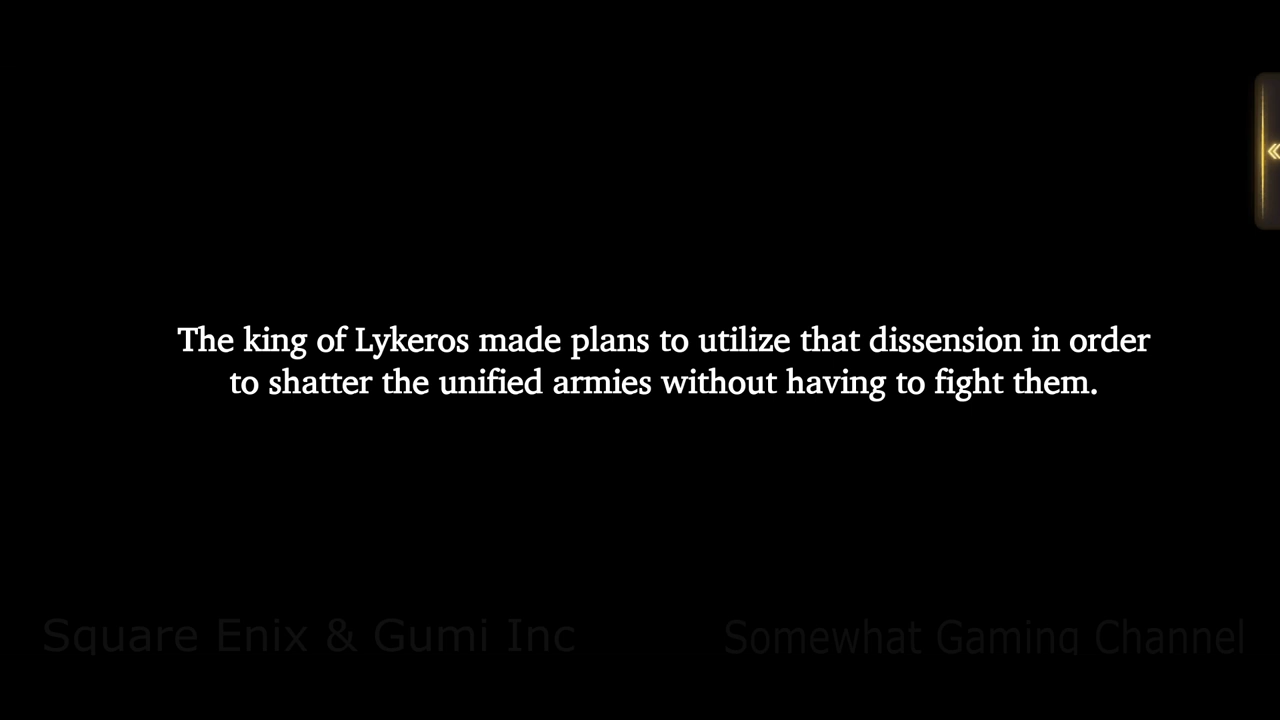 The king of Lykeros made plans to utilize that dissension in order
to shatter the unified armies without having to fight them.
Square Enix & Gumi Inc
Somewhat Gaming Channel